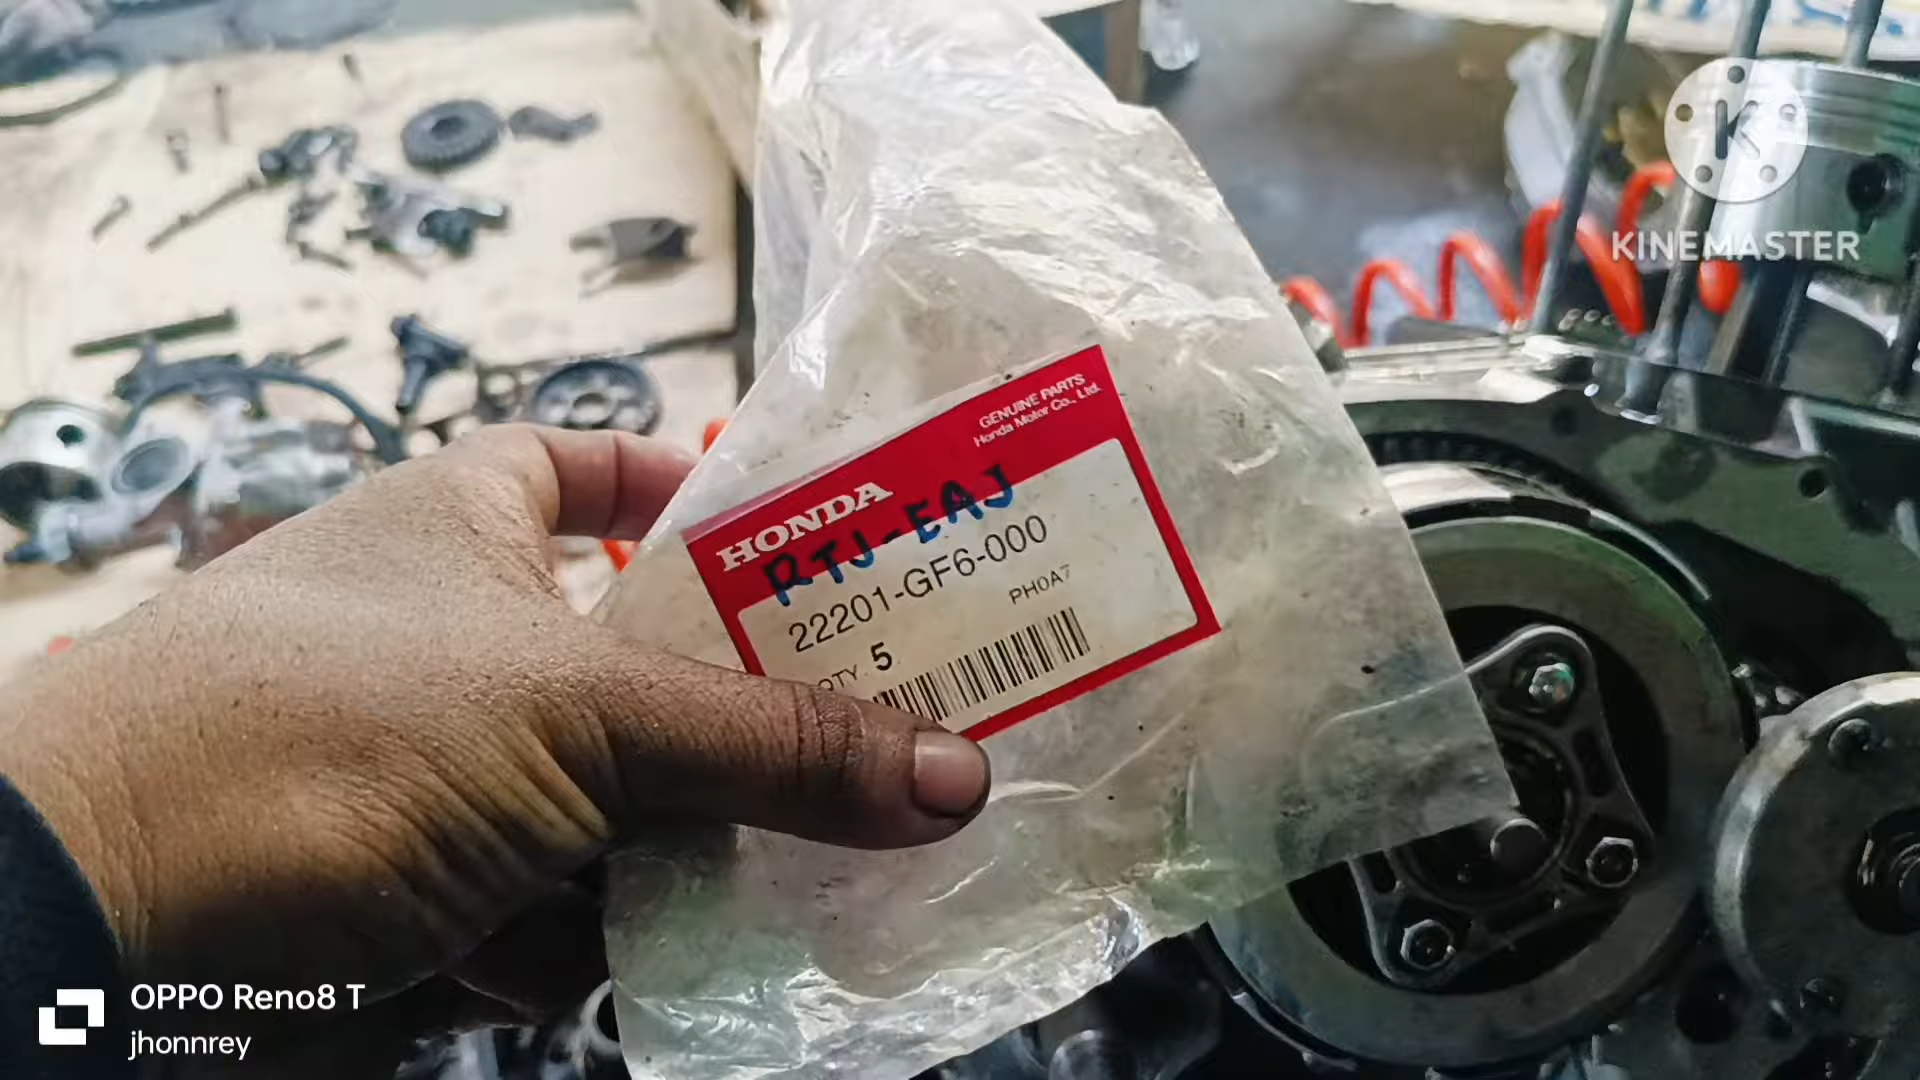 KINEMASTER
GENUINE PARTS
Honda Motor Co., Ltd.
HONDA
RTJ-EAJ
22201-GF6-000
PH0A7
QTY. 5
OPPO Reno8 T
jhonnrey